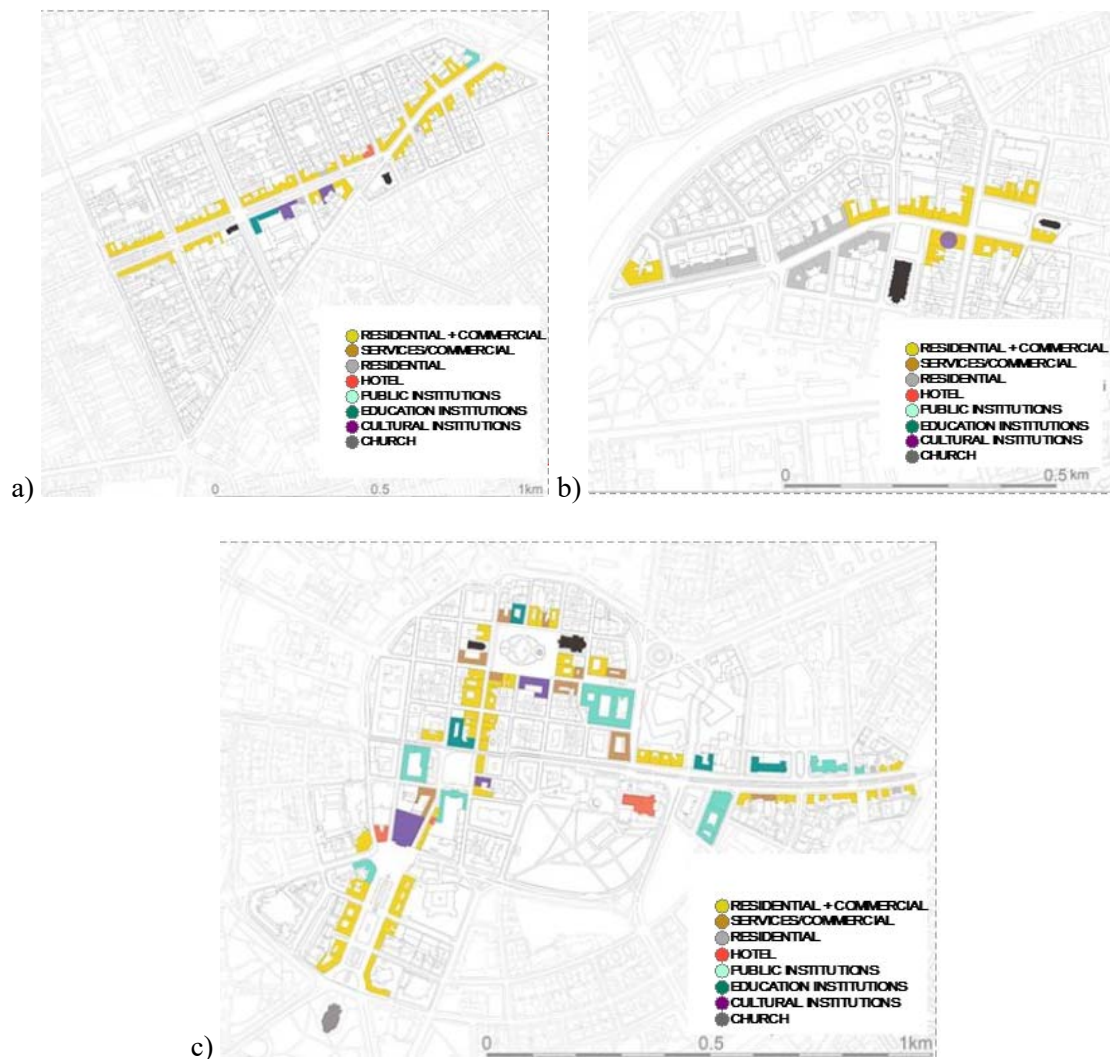 RESIDENTIAL + COMMERCIAL
SERVICES/COMMERCIAL
RESIDENTIAL
HOTEL
PUBLIC INSTITUTIONS
EDUCATION INSTITUTIONS
CULTURAL INSTITUTIONS
CHURCH
a)
0 0.5 1km
RESIDENTIAL + COMMERCIAL
SERVICES/COMMERCIAL
RESIDENTIAL
HOTEL
PUBLIC INSTITUTIONS
EDUCATION INSTITUTIONS
CULTURAL INSTITUTIONS
CHURCH
b)
0 0.5 km
RESIDENTIAL + COMMERCIAL
SERVICES/COMMERCIAL
RESIDENTIAL
HOTEL
PUBLIC INSTITUTIONS
EDUCATION INSTITUTIONS
CULTURAL INSTITUTIONS
CHURCH
c)
0 0.5 1km